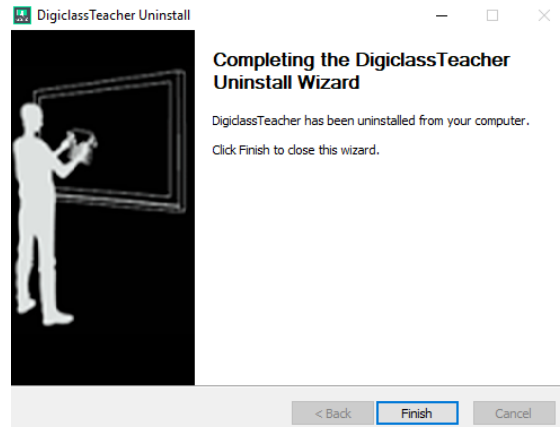 DigiclassTeacher Uninstall
Completing the DigiclassTeacher
Uninstall Wizard
DigiclassTeacher has been uninstalled from your computer.
Click Finish to close this wizard.
< Back Finish Cancel